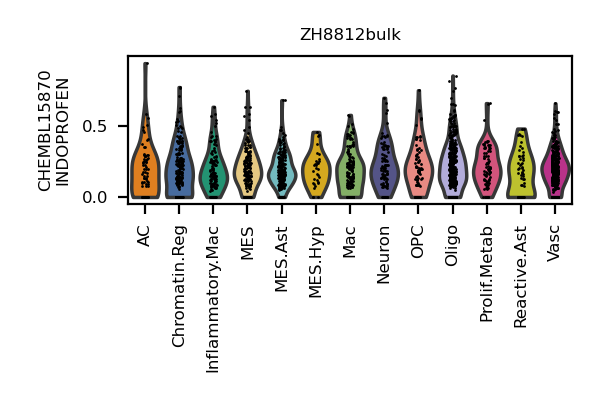 ZH8812bulk
CHEMBL15870
INDOPROFEN
0.5
0.0
AC
Chromatin.Reg
Inflammatory.Mac
MES
MES.Ast
MES.Hyp
Mac
Neuron
OPC
Oligo
Prolif.Metab
Reactive.Ast
Vasc